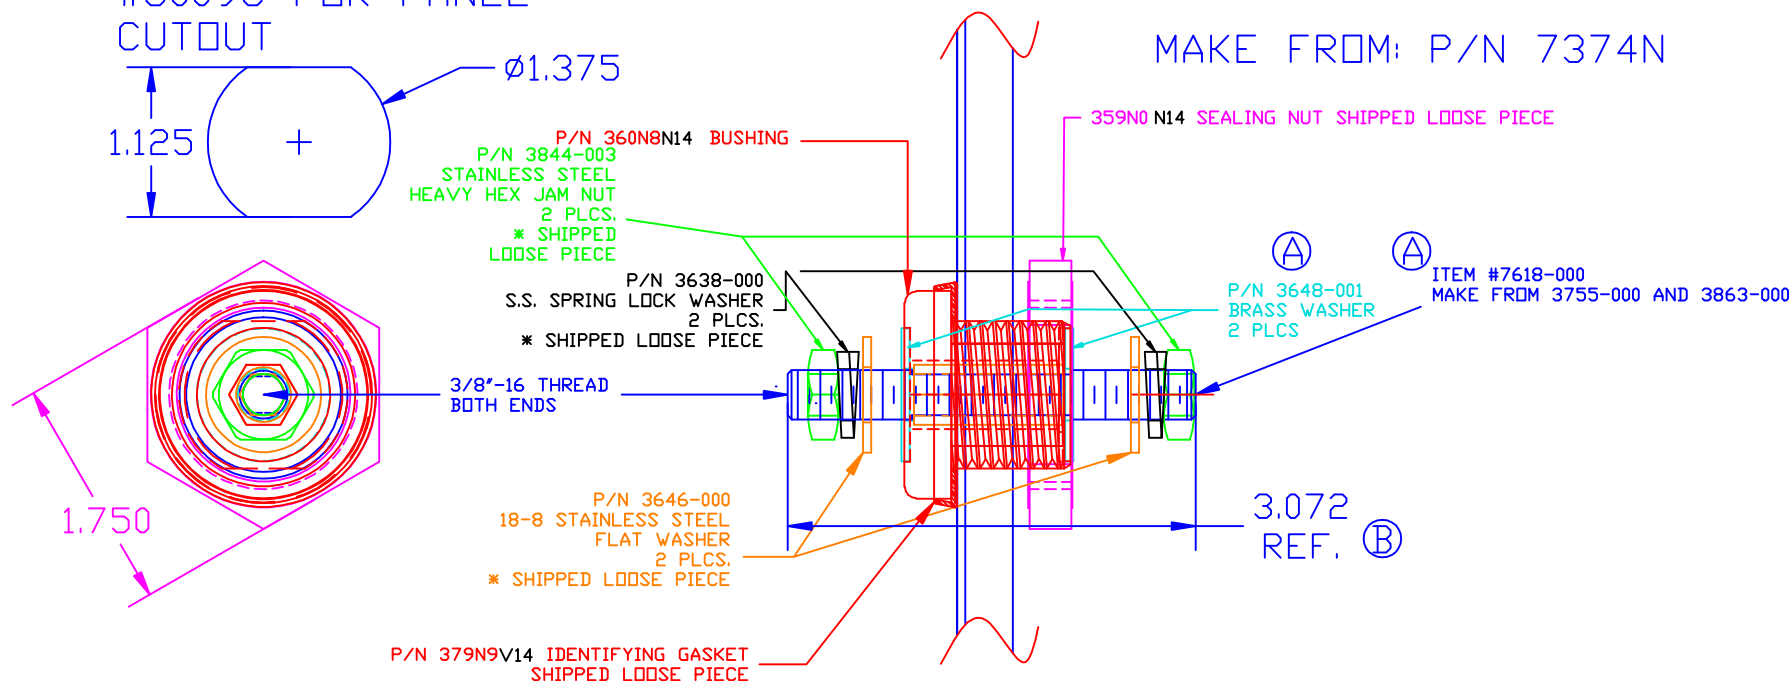 CUTOUT
Ø1.375
1.125
MAKE FROM: P/N 7374N
359N0 N14 SEALING NUT SHIPPED LOOSE PIECE
P/N 360N8N14 BUSHING
P/N 3844-003
STAINLESS STEEL
HEAVY HEX JAM NUT
2 PLCS.
* SHIPPED
LOOSE PIECE
P/N 3638-000
S.S. SPRING LOCK WASHER
2 PLCS.
* SHIPPED LOOSE PIECE
A
A
ITEM #7618-000
MAKE FROM 3755-000 AND 3863-000
P/N 3648-001
BRASS WASHER
2 PLCS
3/8"-16 THREAD
BOTH ENDS
1.750
P/N 3646-000
18-8 STAINLESS STEEL
FLAT WASHER
2 PLCS.
* SHIPPED LOOSE PIECE
3.072
REF. B
P/N 379N9V14 IDENTIFYING GASKET
SHIPPED LOOSE PIECE